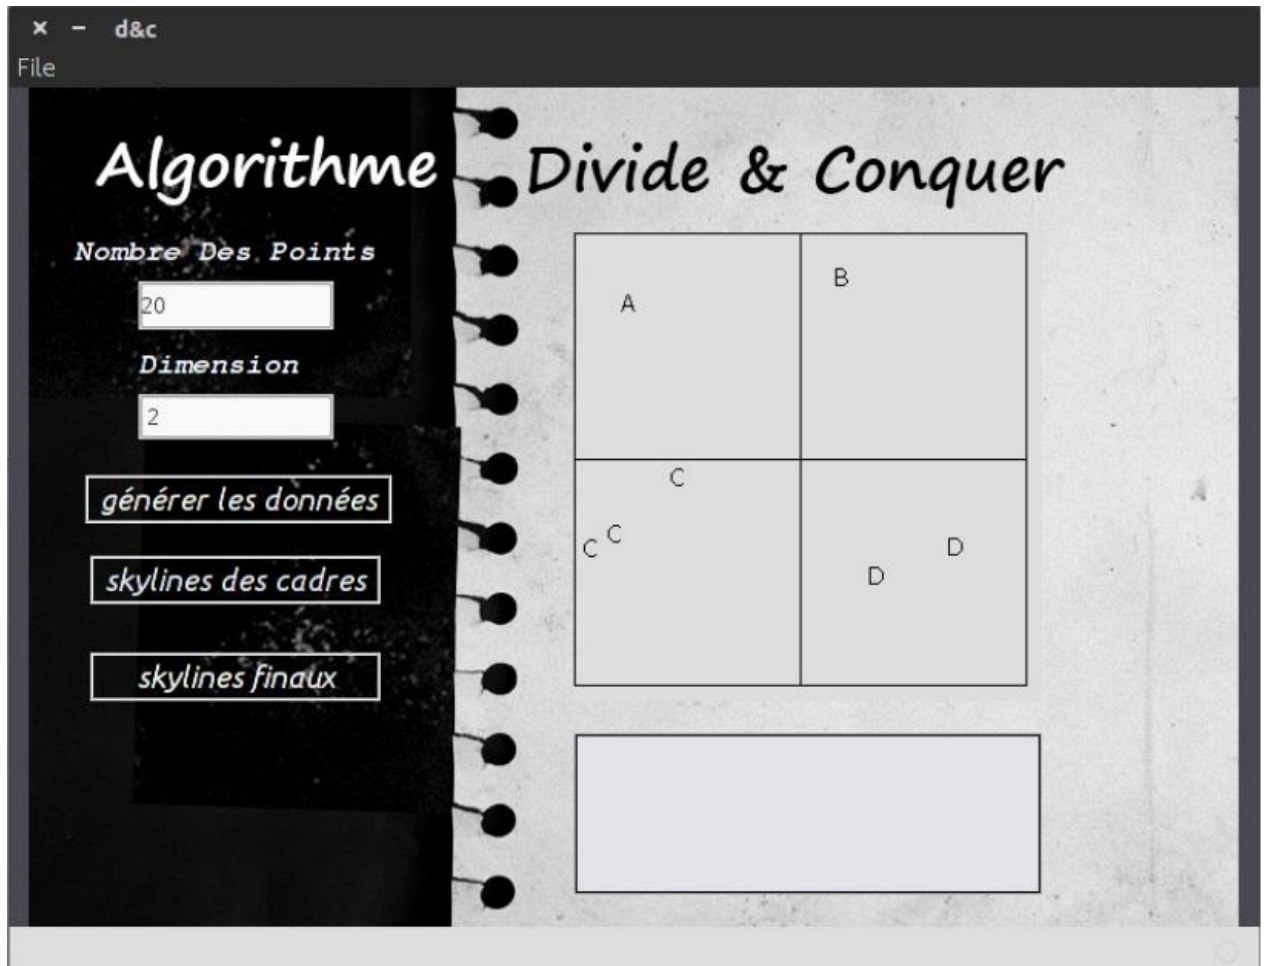 × – d&c
File
Algorithme Divide & Conquer
Nombre Des Points
20
Dimension
2
générer les données
skylines des cadres
skylines finaux
B
A
C
C
C
D
D